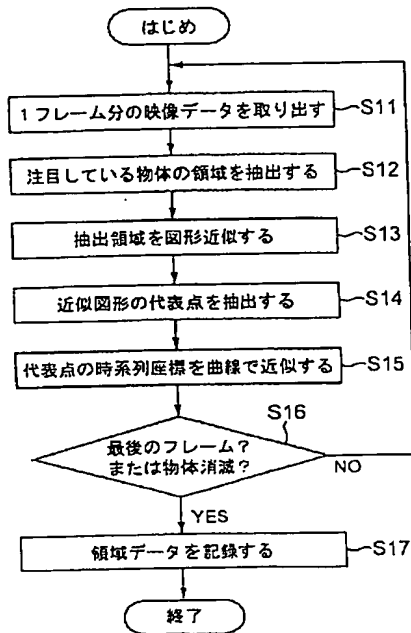 はじめ
1フレーム分の映像データを取り出す
S11
注目している物体の領域を抽出する
S12
抽出領域を図形近似する
S13
近似図形の代表点を抽出する
S14
代表点の時系列座標を曲線で近似する
S15
S16
最後のフレーム?
または物体消滅?
NO
YES
領域データを記録する
S17
終了